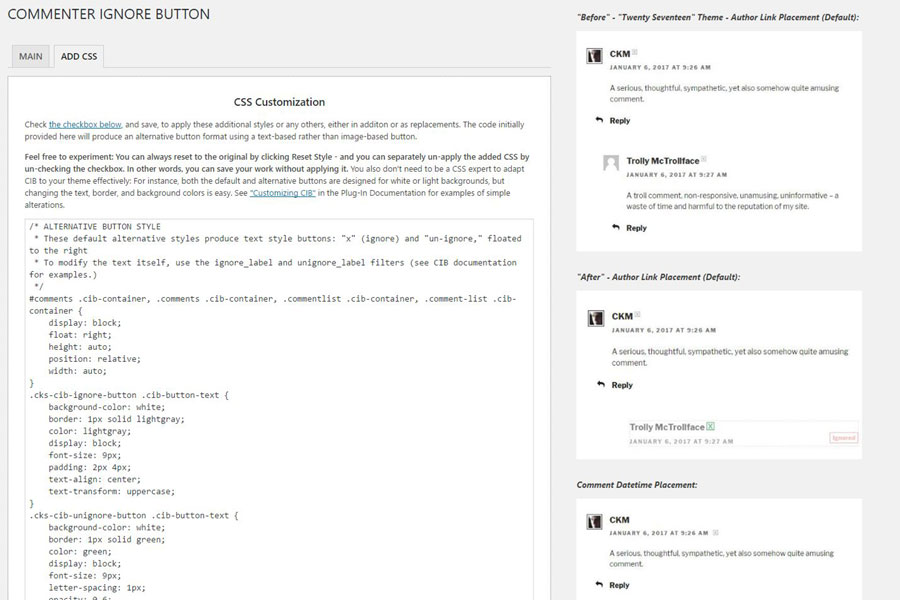 COMMENTER IGNORE BUTTON
MAIN
ADD CSS
CSS Customization
Check the checkbox below, and save, to apply these additional styles or any others, either in additon or as replacements. The code initially
provided here will produce an alternative button format using a text-based rather than image-based button.
Feel free to experiment: You can always reset to the original by clicking Reset Style - and you can separately un-apply the added CSS by
un-checking the checkbox. In other words, you can save your work without applying it. You also don't need to be a CSS expert to adapt
CIB to your theme effectively: For instance, both the default and alternative buttons are designed for white or light backgrounds, but
changing the text, border, and background colors is easy. See "Customizing CIB" in the Plug-In Documentation for examples of simple
alterations.
/* ALTERNATIVE BUTTON STYLE
* These default alternative styles produce text style buttons: "x" (ignore) and "un-ignore," floated
to the right
* To modify the text itself, use the ignore_label and unignore_label filters (see CIB documentation
for examples.)
*/
#comments .cib-container, .comments .cib-container, .commentlist .cib-container, .comment-list .cib-
container {
display: block;
float: right;
height: auto;
position: relative;
width: auto;
}
.cks-cib-ignore-button .cib-button-text {
background-color: white;
border: 1px solid lightgray;
color: lightgray;
display: block;
font-size: 9px;
padding: 2px 4px;
text-align: center;
text-transform: uppercase;
}
.cks-cib-unignore-button .cib-button-text {
background-color: white;
border: 1px solid green;
color: green;
display: block;
font-size: 9px;
letter-spacing: 1px;
opacity: 0.6;
"Before" - "Twenty Seventeen" Theme - Author Link Placement (Default):
CKM
JANUARY 6, 2017 AT 9:26 AM
A serious, thoughtful, sympathetic, yet also somehow quite amusing
comment.
Reply
Trolly McTrollface
JANUARY 6, 2017 AT 9:27 AM
A troll comment, non-responsive, unamusing, uninformative – a
waste of time and harmful to the reputation of my site.
Reply
"After" - Author Link Placement (Default):
CKM
JANUARY 6, 2017 AT 9:26 AM
A serious, thoughtful, sympathetic, yet also somehow quite amusing
comment.
Reply
Trolly McTrollface
JANUARY 6, 2017 AT 9:27 AM
Ignored
Comment Datetime Placement:
CKM
JANUARY 6, 2017 AT 9:26 AM
A serious, thoughtful, sympathetic, yet also somehow quite amusing
comment.
Reply